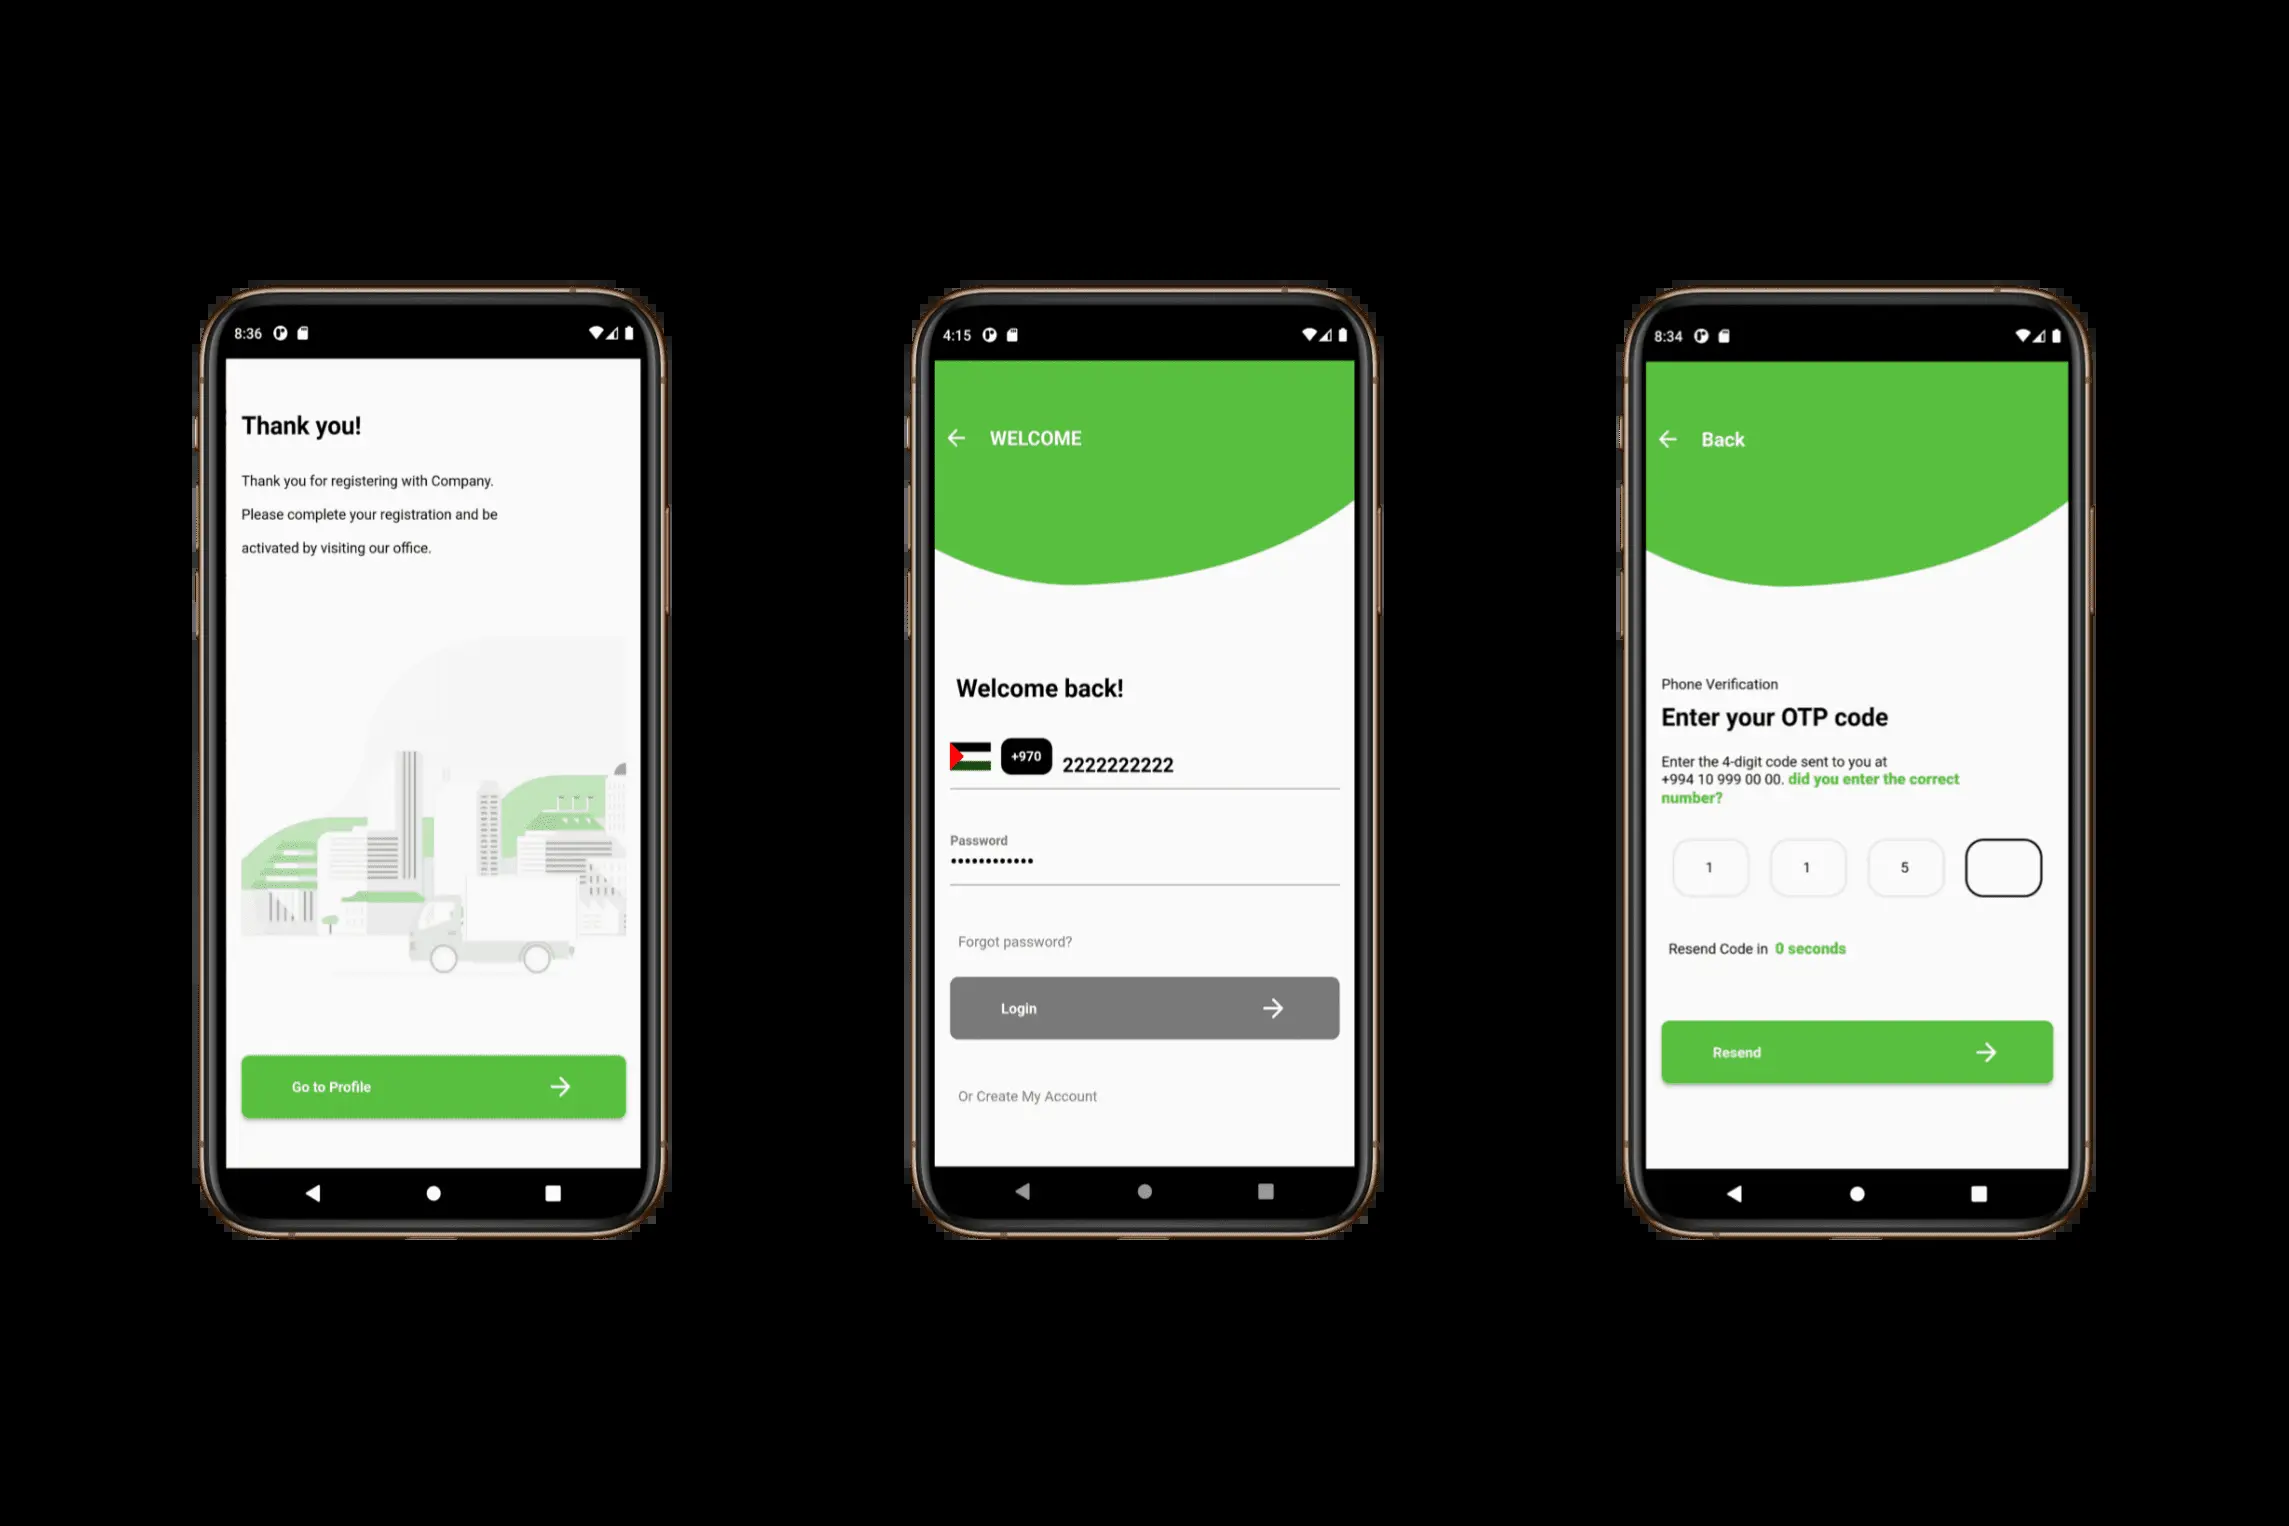 8:36
Thank you!
Thank you for registering with Company.
Please complete your registration and be
activated by visiting our office.
Go to Profile
4:15
WELCOME
Welcome back!
+970 2222222222
Password
••••••••••••
Forgot password?
Login
Or Create My Account
8:34
Back
Phone Verification
Enter your OTP code
Enter the 4-digit code sent to you at
+994 10 999 00 00. did you enter the correct
number?
1 1 5
Resend Code in 0 seconds
Resend